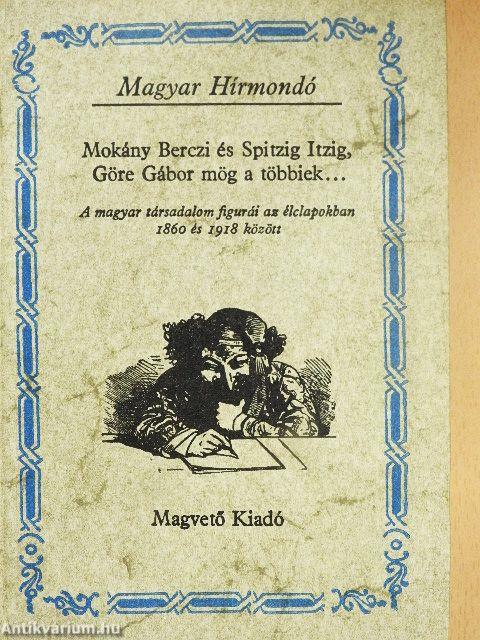 Magyar Hírmondó
Mokány Berczi és Spitzig Itzig,
Göre Gábor mög a többiek...
A magyar társadalom figurái az élclapokban
1860 és 1918 között
Magvető Kiadó
Antikvarium.hu